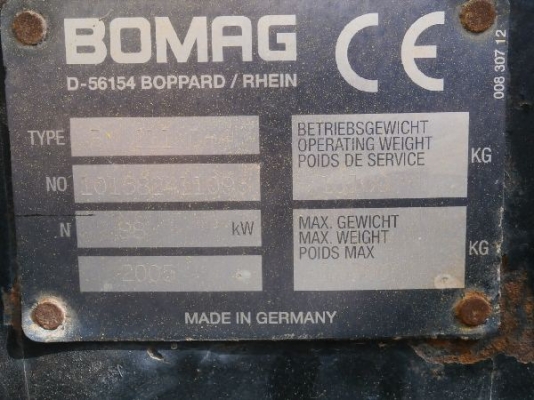 BOMAG
CE
D-56154 BOPPARD / RHEIN
008 307 12
TYPE
BETRIEBSGEWICHT
OPERATING WEIGHT
POIDS DE SERVICE
KG
NO
N kW
MAX. GEWICHT
MAX. WEIGHT
POIDS MAX
KG
2005
MADE IN GERMANY